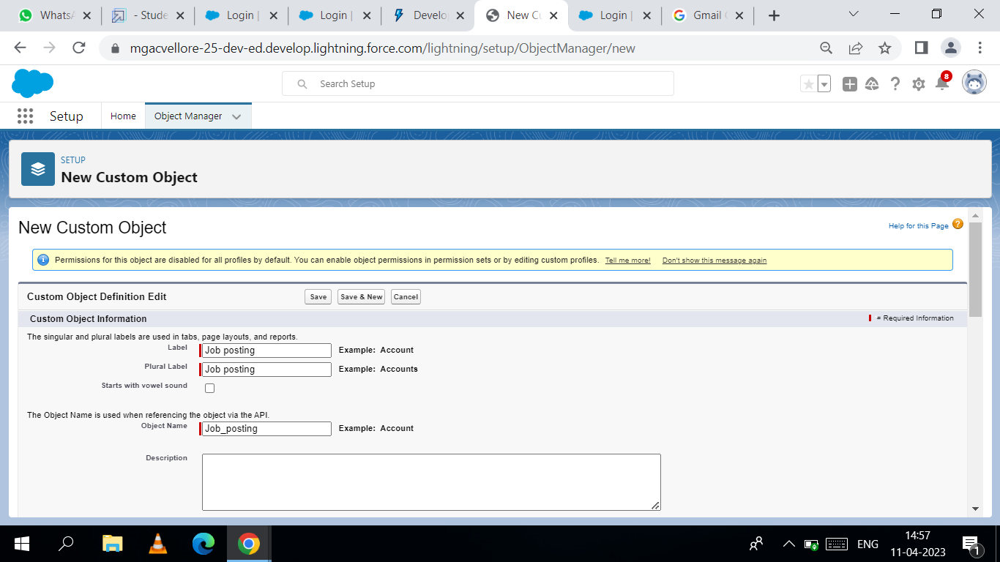 WhatsA
- Stude
Login |
Login |
Develo
New Cu
Login |
Gmail
mgacvellore-25-dev-ed.develop.lightning.force.com/lightning/setup/ObjectManager/new
Search Setup
8
Setup
Home
Object Manager
SETUP
New Custom Object
New Custom Object
Help for this Page ?
Permissions for this object are disabled for all profiles by default. You can enable object permissions in permission sets or by editing custom profiles. Tell me more! Don't show this message again
Custom Object Definition Edit
Save
Save & New
Cancel
Custom Object Information
= Required Information
The singular and plural labels are used in tabs, page layouts, and reports.
Label Job posting Example: Account
Plural Label Job posting Example: Accounts
Starts with vowel sound
The Object Name is used when referencing the object via the API.
Object Name Job_posting Example: Account
Description
ENG
14:57
11-04-2023
1